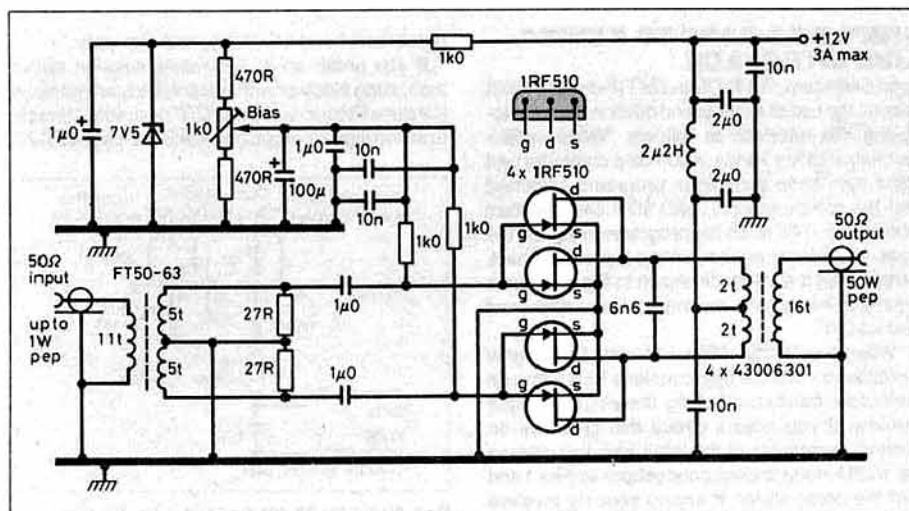 1k0
+12V
3A max
10n
470R
1RF510
1μ0
+
7V5
1k0
Bias
+
1μ0
10n
g d s
2μ0
2μ2H
470R
100μ
10n
4 x 1RF510
2μ0
1k0
1k0
50Ω
input
FT50-63
g
s
d
s
g
d
50Ω
output
up to
1W
pep
11t
5t
5t
1μ0
27R
27R
1μ0
6n6
2t
2t
16t
50W
pep
g
s
d
s
g
d
4 x 43006301
10n